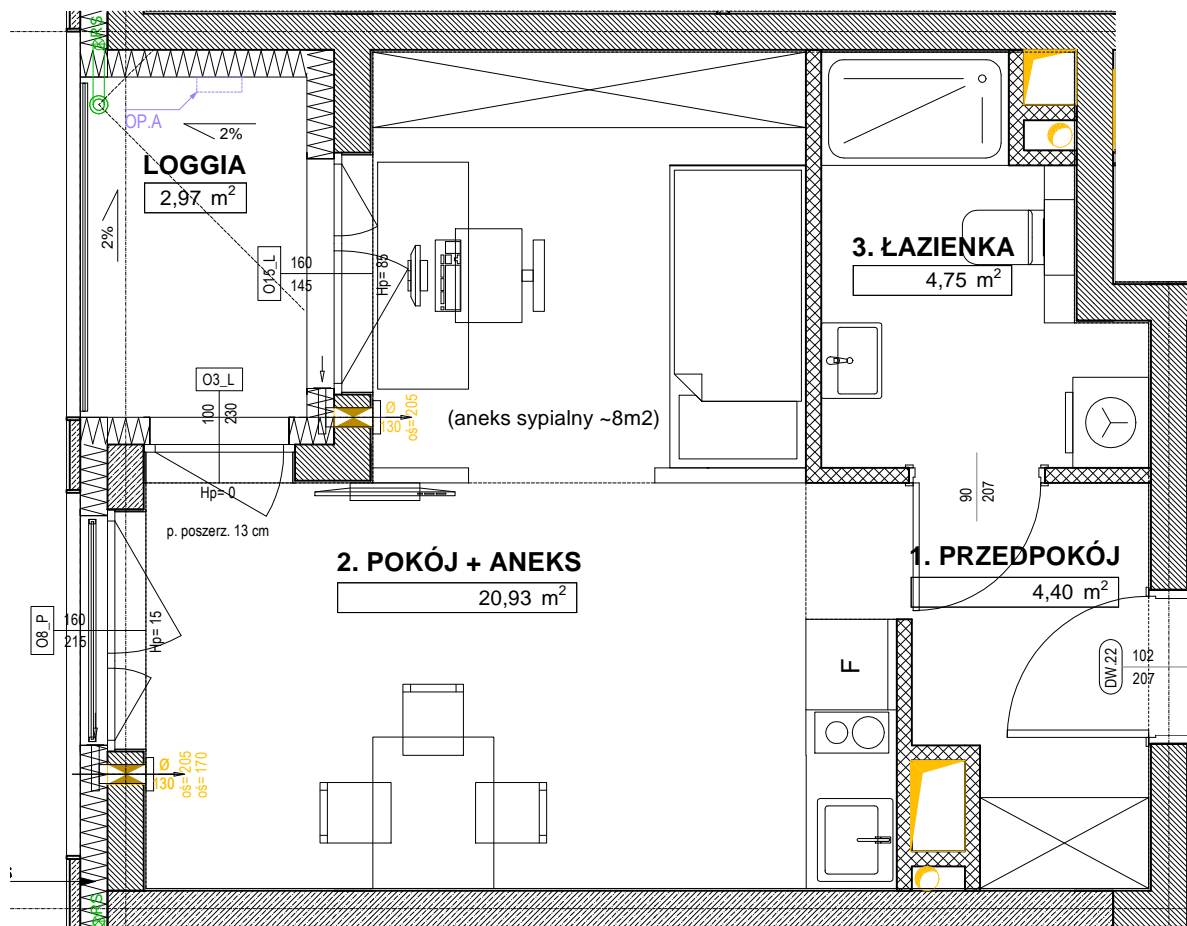 ØRS
OP.A
2%
LOGGIA
2,97 m²
2%
O15_L
160
145
Hp= 85
3. ŁAZIENKA
4,75 m²
O3_L
100
230
Ø
130
oś= 205
(aneks sypialny ~8m2)
Hp= 0
p. poszerz. 13 cm
90
207
2. POKÓJ + ANEKS
20,93 m²
1. PRZEDPOKÓJ
4,40 m²
O8_P
160
215
Hp= 15
F
DW.22
102
207
Ø
130
oś= 205
oś= 170